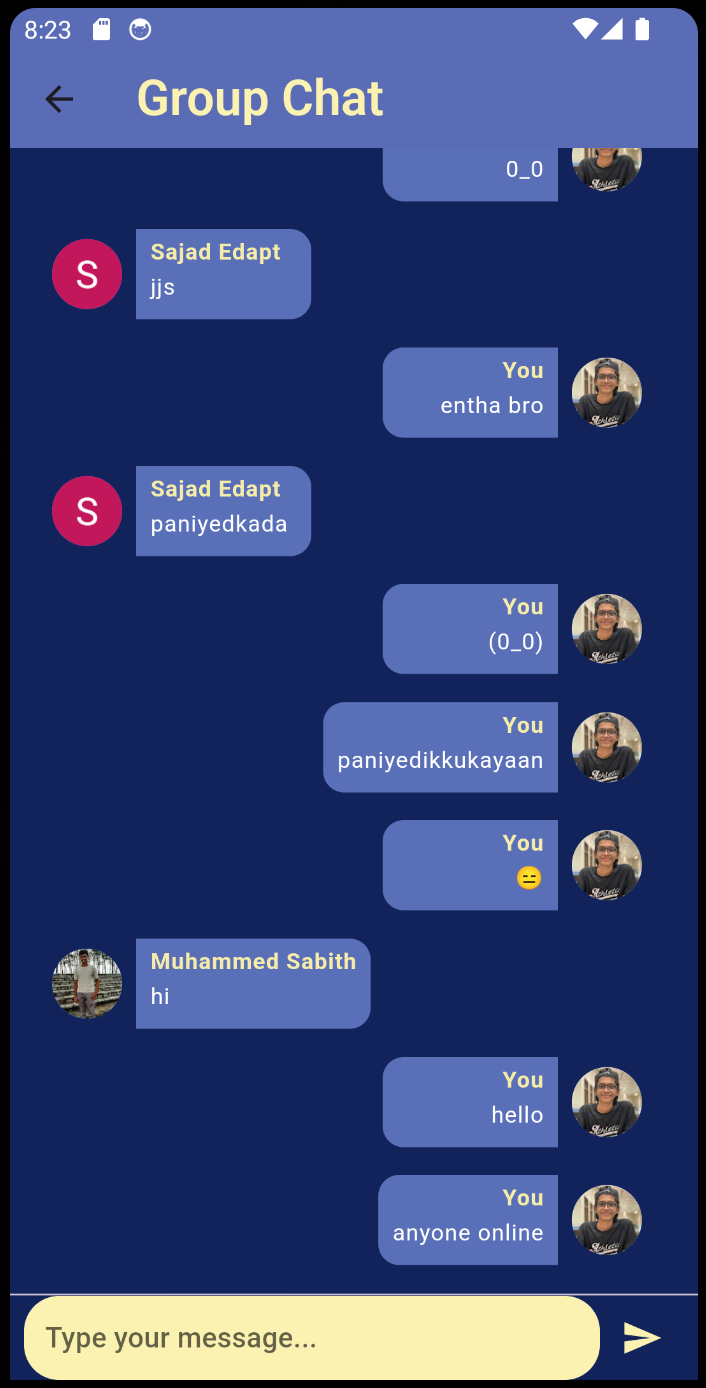 8:23
Group Chat
0_0
S
Sajad Edapt
jjs
You
entha bro
S
Sajad Edapt
paniyedkada
You
(0_0)
You
paniyedikkukayaan
You
😑
Muhammed Sabith
hi
You
hello
You
anyone online
Type your message...